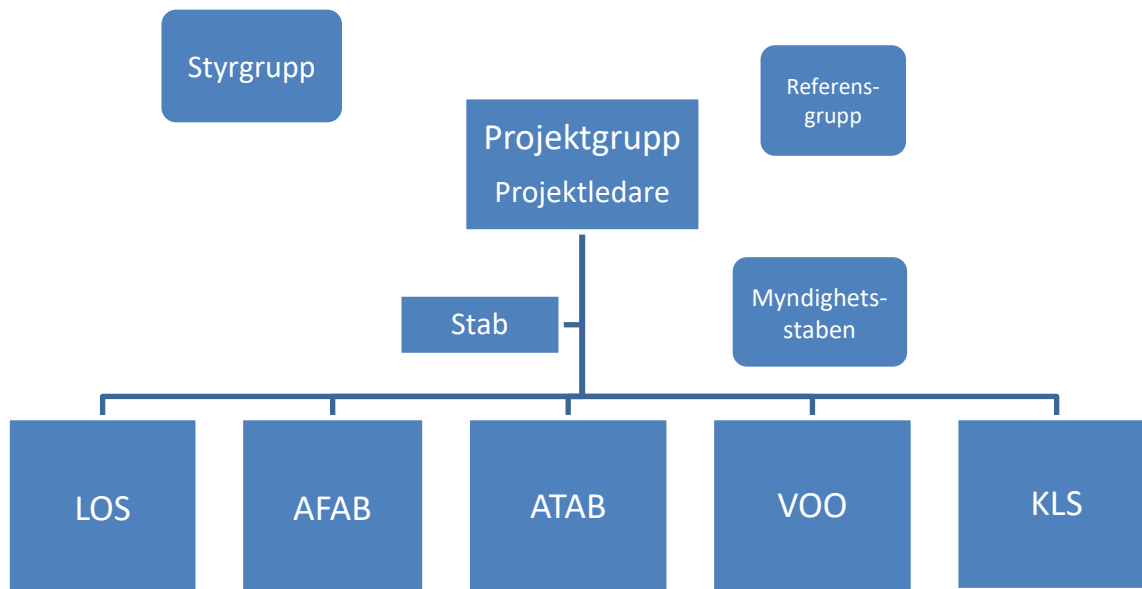 Styrgrupp
Referens-
grupp
Projektgrupp
Projektledare
Myndighets-
staben
Stab
LOS
AFAB
ATAB
VOO
KLS